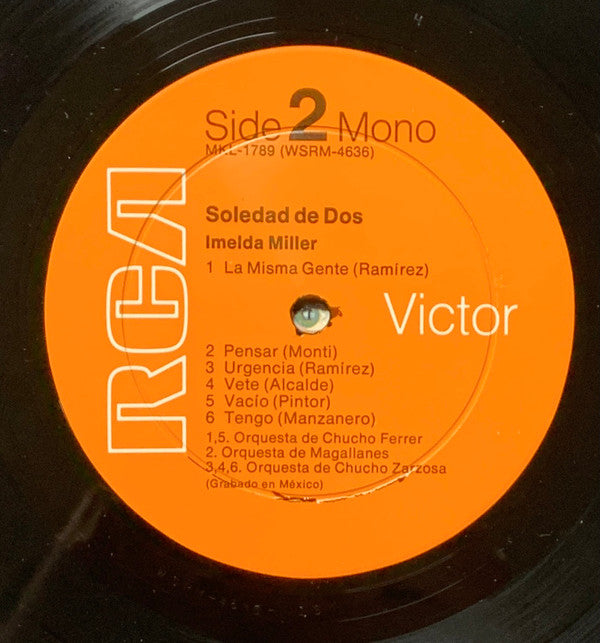 Side 2 Mono
MKL-1789 (WSRM-4636)
RCA
Soledad de Dos
Imelda Miller
1 La Misma Gente (Ramírez)
Victor
2 Pensar (Monti)
3 Urgencia (Ramírez)
4 Vete (Alcalde)
5 Vacío (Pintor)
6 Tengo (Manzanero)
1,5. Orquesta de Chucho Ferrer
2. Orquesta de Magallanes
3,4,6. Orquesta de Chucho Zarzosa
(Grabado en México)